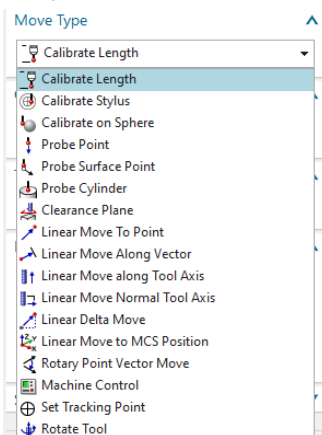 Move Type
Calibrate Length
Calibrate Length
Calibrate Stylus
Calibrate on Sphere
Probe Point
Probe Surface Point
Probe Cylinder
Clearance Plane
Linear Move To Point
Linear Move Along Vector
Linear Move along Tool Axis
Linear Move Normal Tool Axis
Linear Delta Move
Linear Move to MCS Position
Rotary Point Vector Move
Machine Control
Set Tracking Point
Rotate Tool